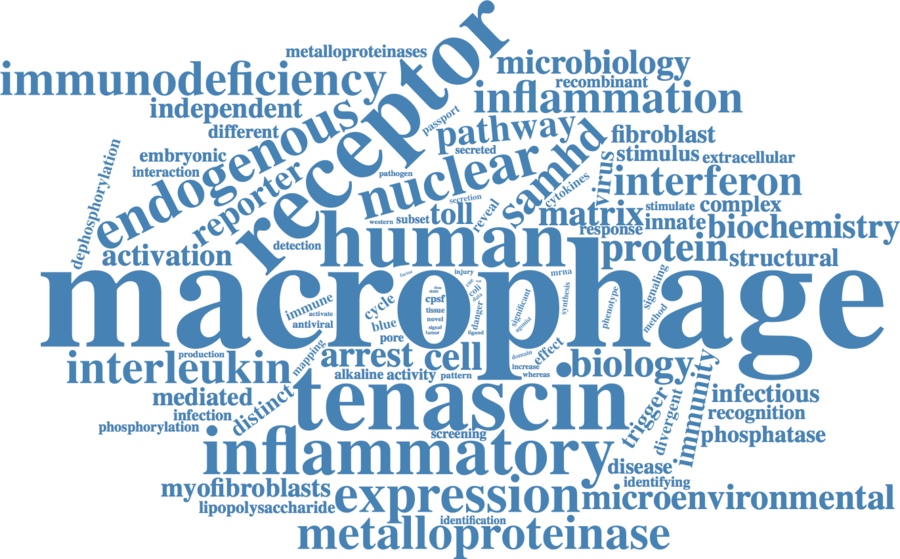 metalloproteinases
receptor
immunodeficiency
microbiology
recombinant
inflammation
independent
endogenous
passport
pathway
different
fibroblast
samhd
secreted
stimulus
extracellular
embryonic
interaction
dephosphorylation
reporter
pathogen
nuclear
virus
cytokines
interferon
secretion
western
subset
toll
reveal
matrix
stimulate
complex
response
innate
biochemistry
activation
detection
human
protein
structural
macrophage
factor
injury
mrna
signaling
immune
activate
antiviral
cycle
blue
pore
cpsf
tissue
novel
signal
tumor
coli
data
danger
ligand
significant
agonist
synthesis
phenotype
method
production
mapping
arrest
cell
domain
effect
increase
whereas
biology
interleukin
alkaline
activity
pattern
immunity
mediated
distinct
tenascin
trigger
divergent
infectious
infection
recognition
phosphorylation
screening
phosphatase
inflammatory
disease
identifying
myofibroblasts
expression
microenvironmental
lipopolysaccharide
identification
metalloproteinase